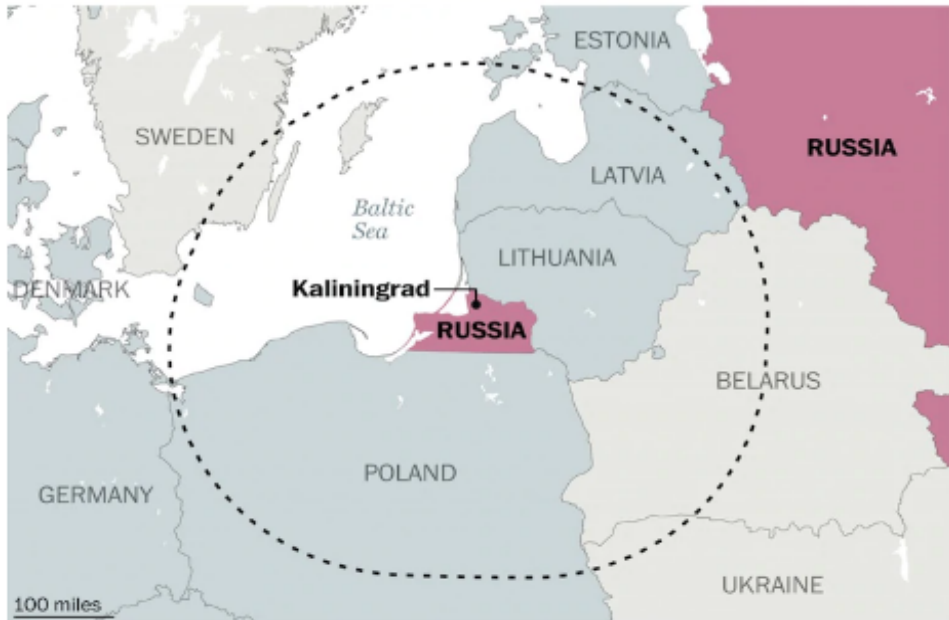 ESTONIA
SWEDEN
RUSSIA
LATVIA
Baltic
Sea
LITHUANIA
Kaliningrad
DENMARK
RUSSIA
BELARUS
POLAND
GERMANY
UKRAINE
100 miles